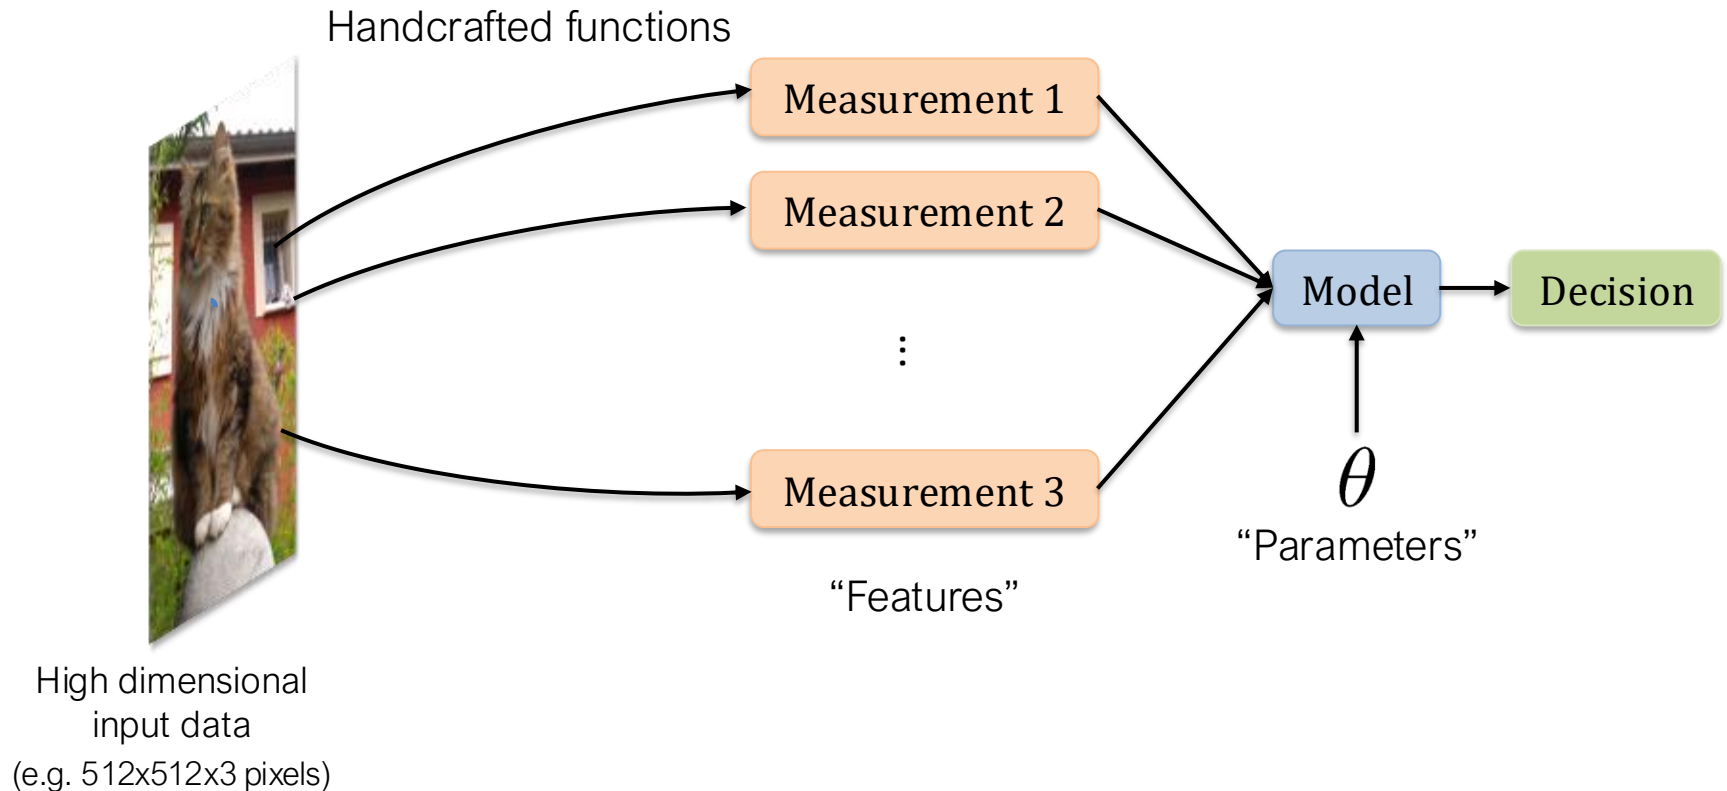 Handcrafted functions
Measurement 1
Measurement 2
⋮
Measurement 3
Model
Decision
θ
“Parameters”
“Features”
High dimensional
input data
(e.g. 512x512x3 pixels)